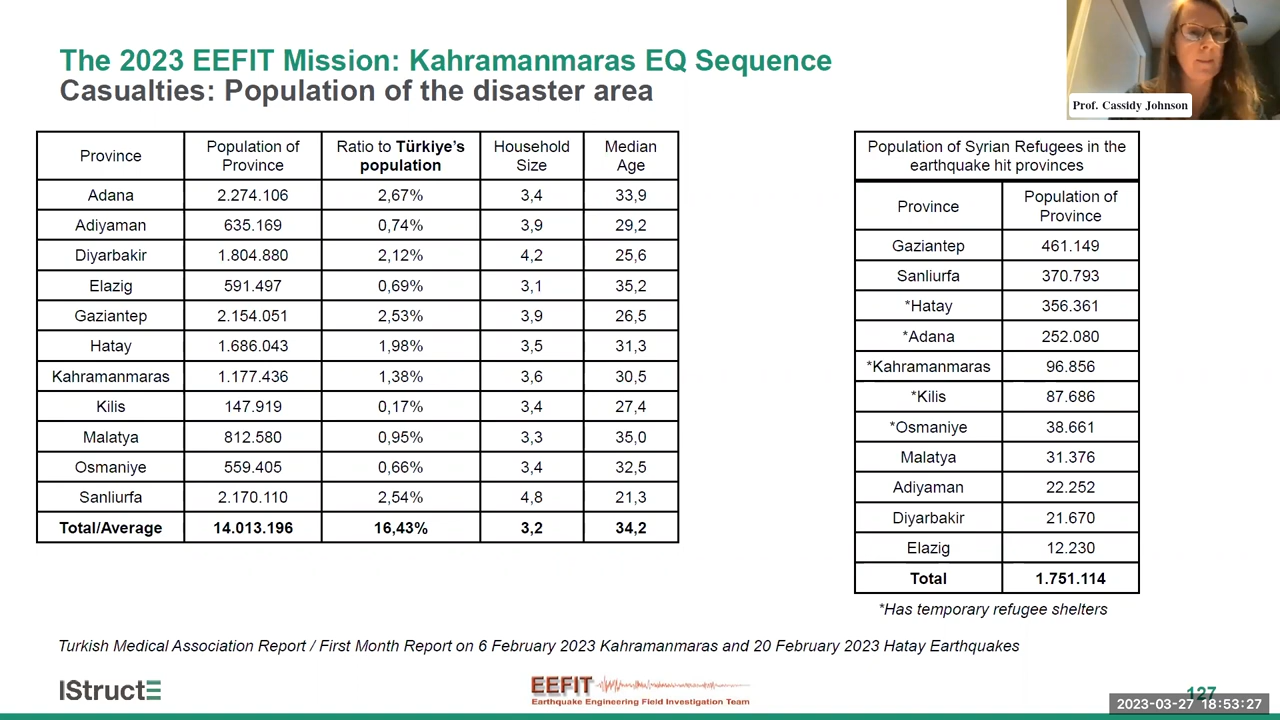 The 2023 EEFIT Mission: Kahramanmaras EQ Sequence
Casualties: Population of the disaster area
Prof. Cassidy Johnson
Province Population of Province Ratio to Türkiye's population Household Size Median Age
Adana 2.274.106 2,67% 3,4 33,9
Adiyaman 635.169 0,74% 3,9 29,2
Diyarbakir 1.804.880 2,12% 4,2 25,6
Elazig 591.497 0,69% 3,1 35,2
Gaziantep 2.154.051 2,53% 3,9 26,5
Hatay 1.686.043 1,98% 3,5 31,3
Kahramanmaras 1.177.436 1,38% 3,6 30,5
Kilis 147.919 0,17% 3,4 27,4
Malatya 812.580 0,95% 3,3 35,0
Osmaniye 559.405 0,66% 3,4 32,5
Sanliurfa 2.170.110 2,54% 4,8 21,3
Total/Average 14.013.196 16,43% 3,2 34,2
Population of Syrian Refugees in the
earthquake hit provinces
Province Population of Province
Gaziantep 461.149
Sanliurfa 370.793
*Hatay 356.361
*Adana 252.080
*Kahramanmaras 96.856
*Kilis 87.686
*Osmaniye 38.661
Malatya 31.376
Adiyaman 22.252
Diyarbakir 21.670
Elazig 12.230
Total 1.751.114
*Has temporary refugee shelters
Turkish Medical Association Report / First Month Report on 6 February 2023 Kahramanmaras and 20 February 2023 Hatay Earthquakes
IStructE
EEFIT
Earthquake Engineering Field Investigation Team
127
2023-03-27 18:53:27